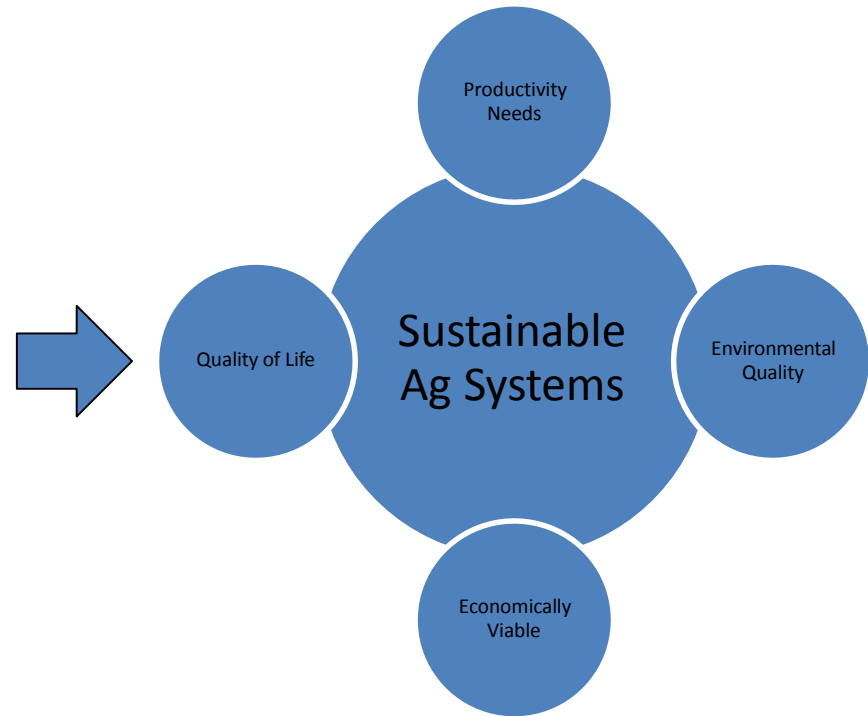 Productivity
Needs
Quality of Life
Sustainable
Ag Systems
Environmental
Quality
Economically
Viable